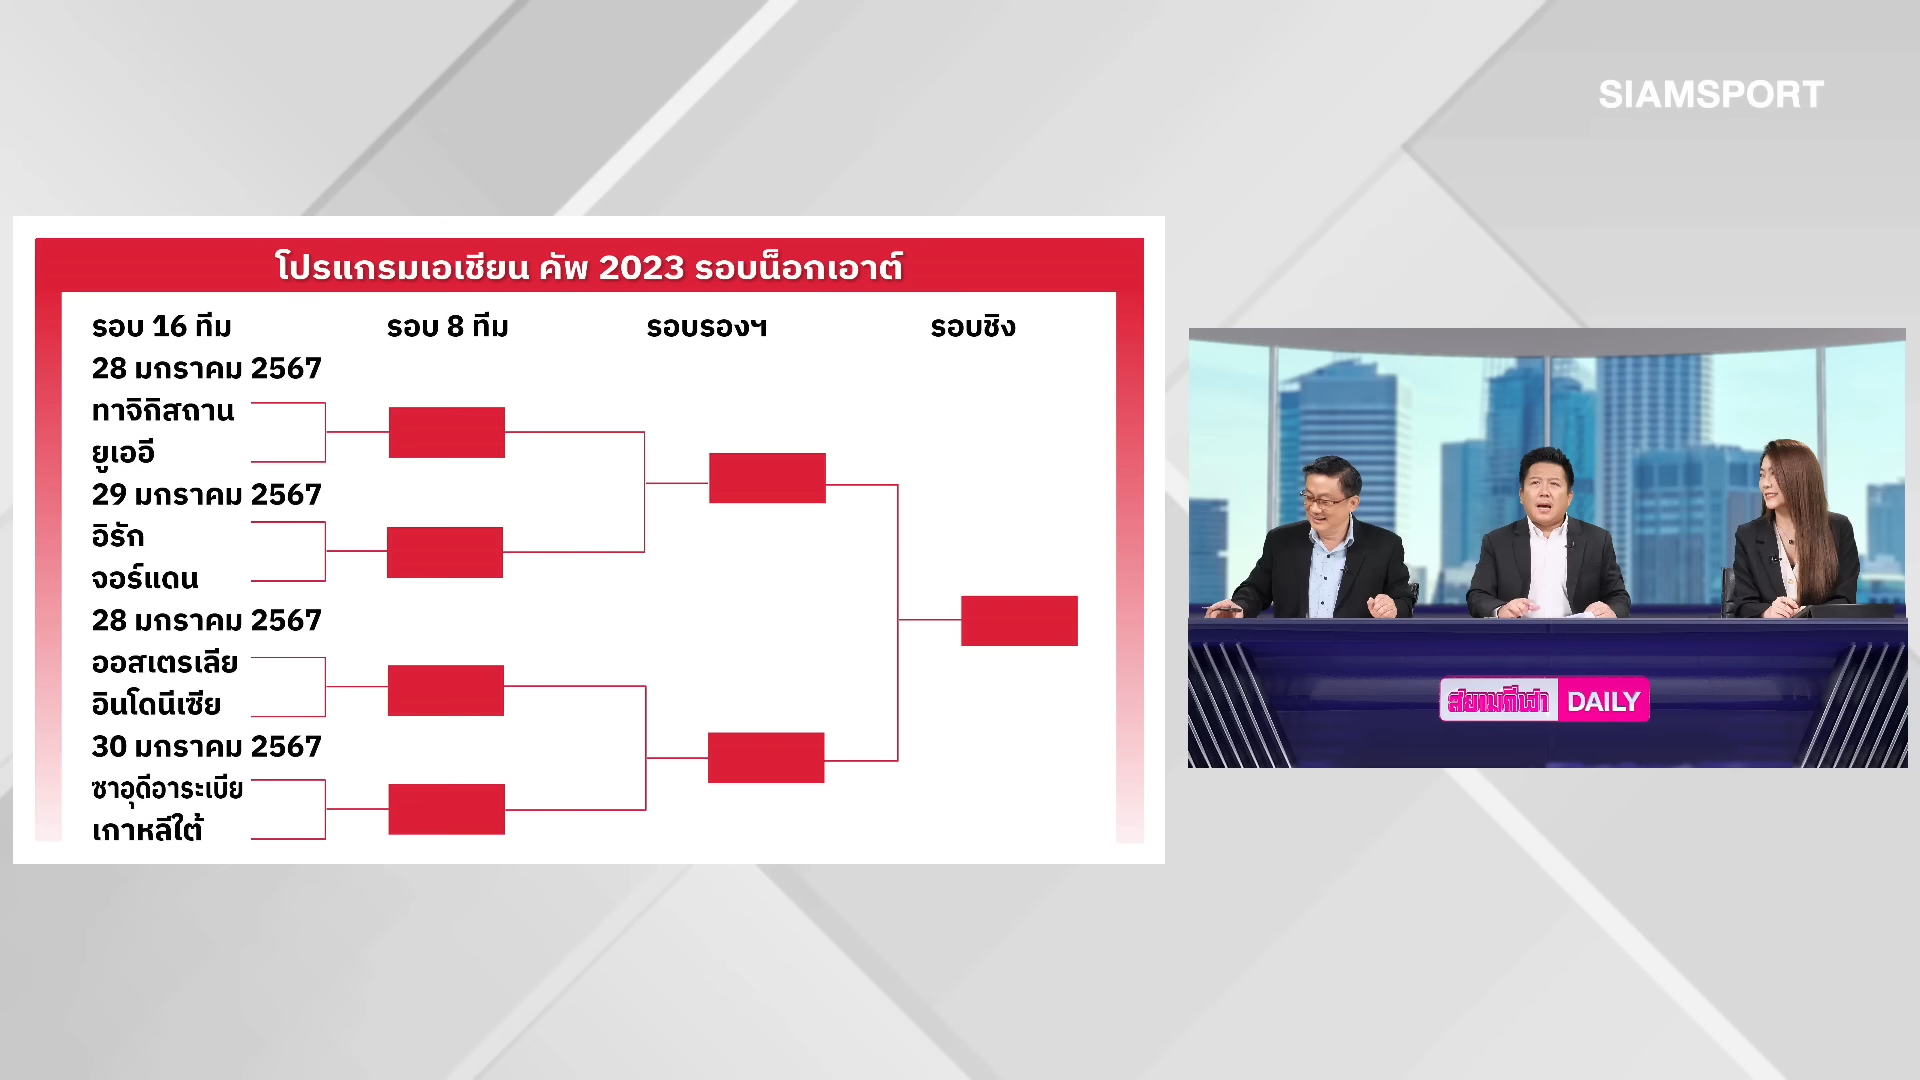 SIAMSPORT
โปรแกรมเอเชียน คัพ 2023 รอบน็อกเอาต์
รอบ 16 ทีม รอบ 8 ทีม รอบรองฯ รอบชิง
28 มกราคม 2567
ทาจิกิสถาน
ยูเออี
29 มกราคม 2567
อิรัก
จอร์แดน
28 มกราคม 2567
ออสเตรเลีย
อินโดนีเซีย
30 มกราคม 2567
ซาอุดีอาระเบีย
เกาหลีใต้
สยามกีฬา DAILY